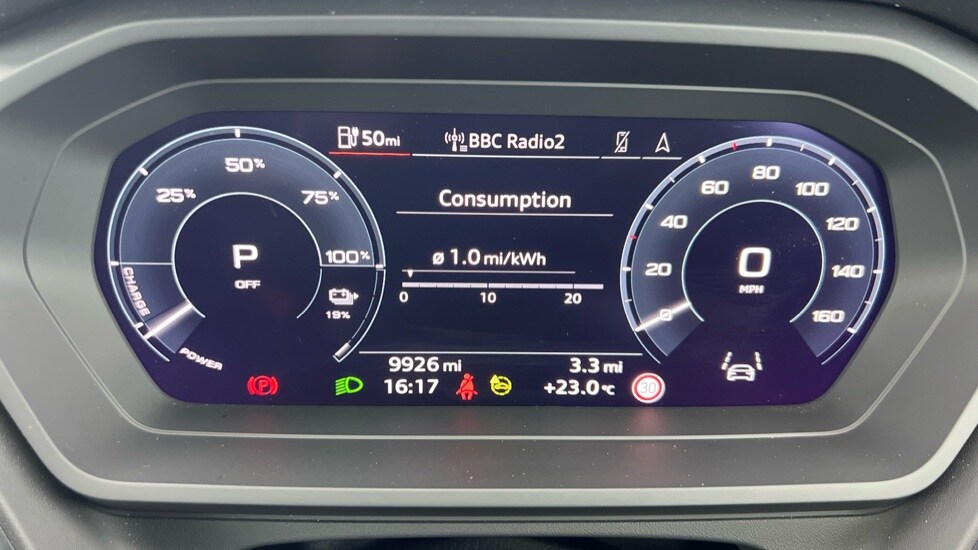 50mi BBC Radio2
Consumption
ø 1.0 mi/kWh
0 10 20
9926 mi 3.3 mi
16:17 +23.0 °C
30
25% 50% 75% 100%
P
OFF
CHARGE
POWER
19%
0 20 40 60 80 100 120 140 160
0
MPH
P